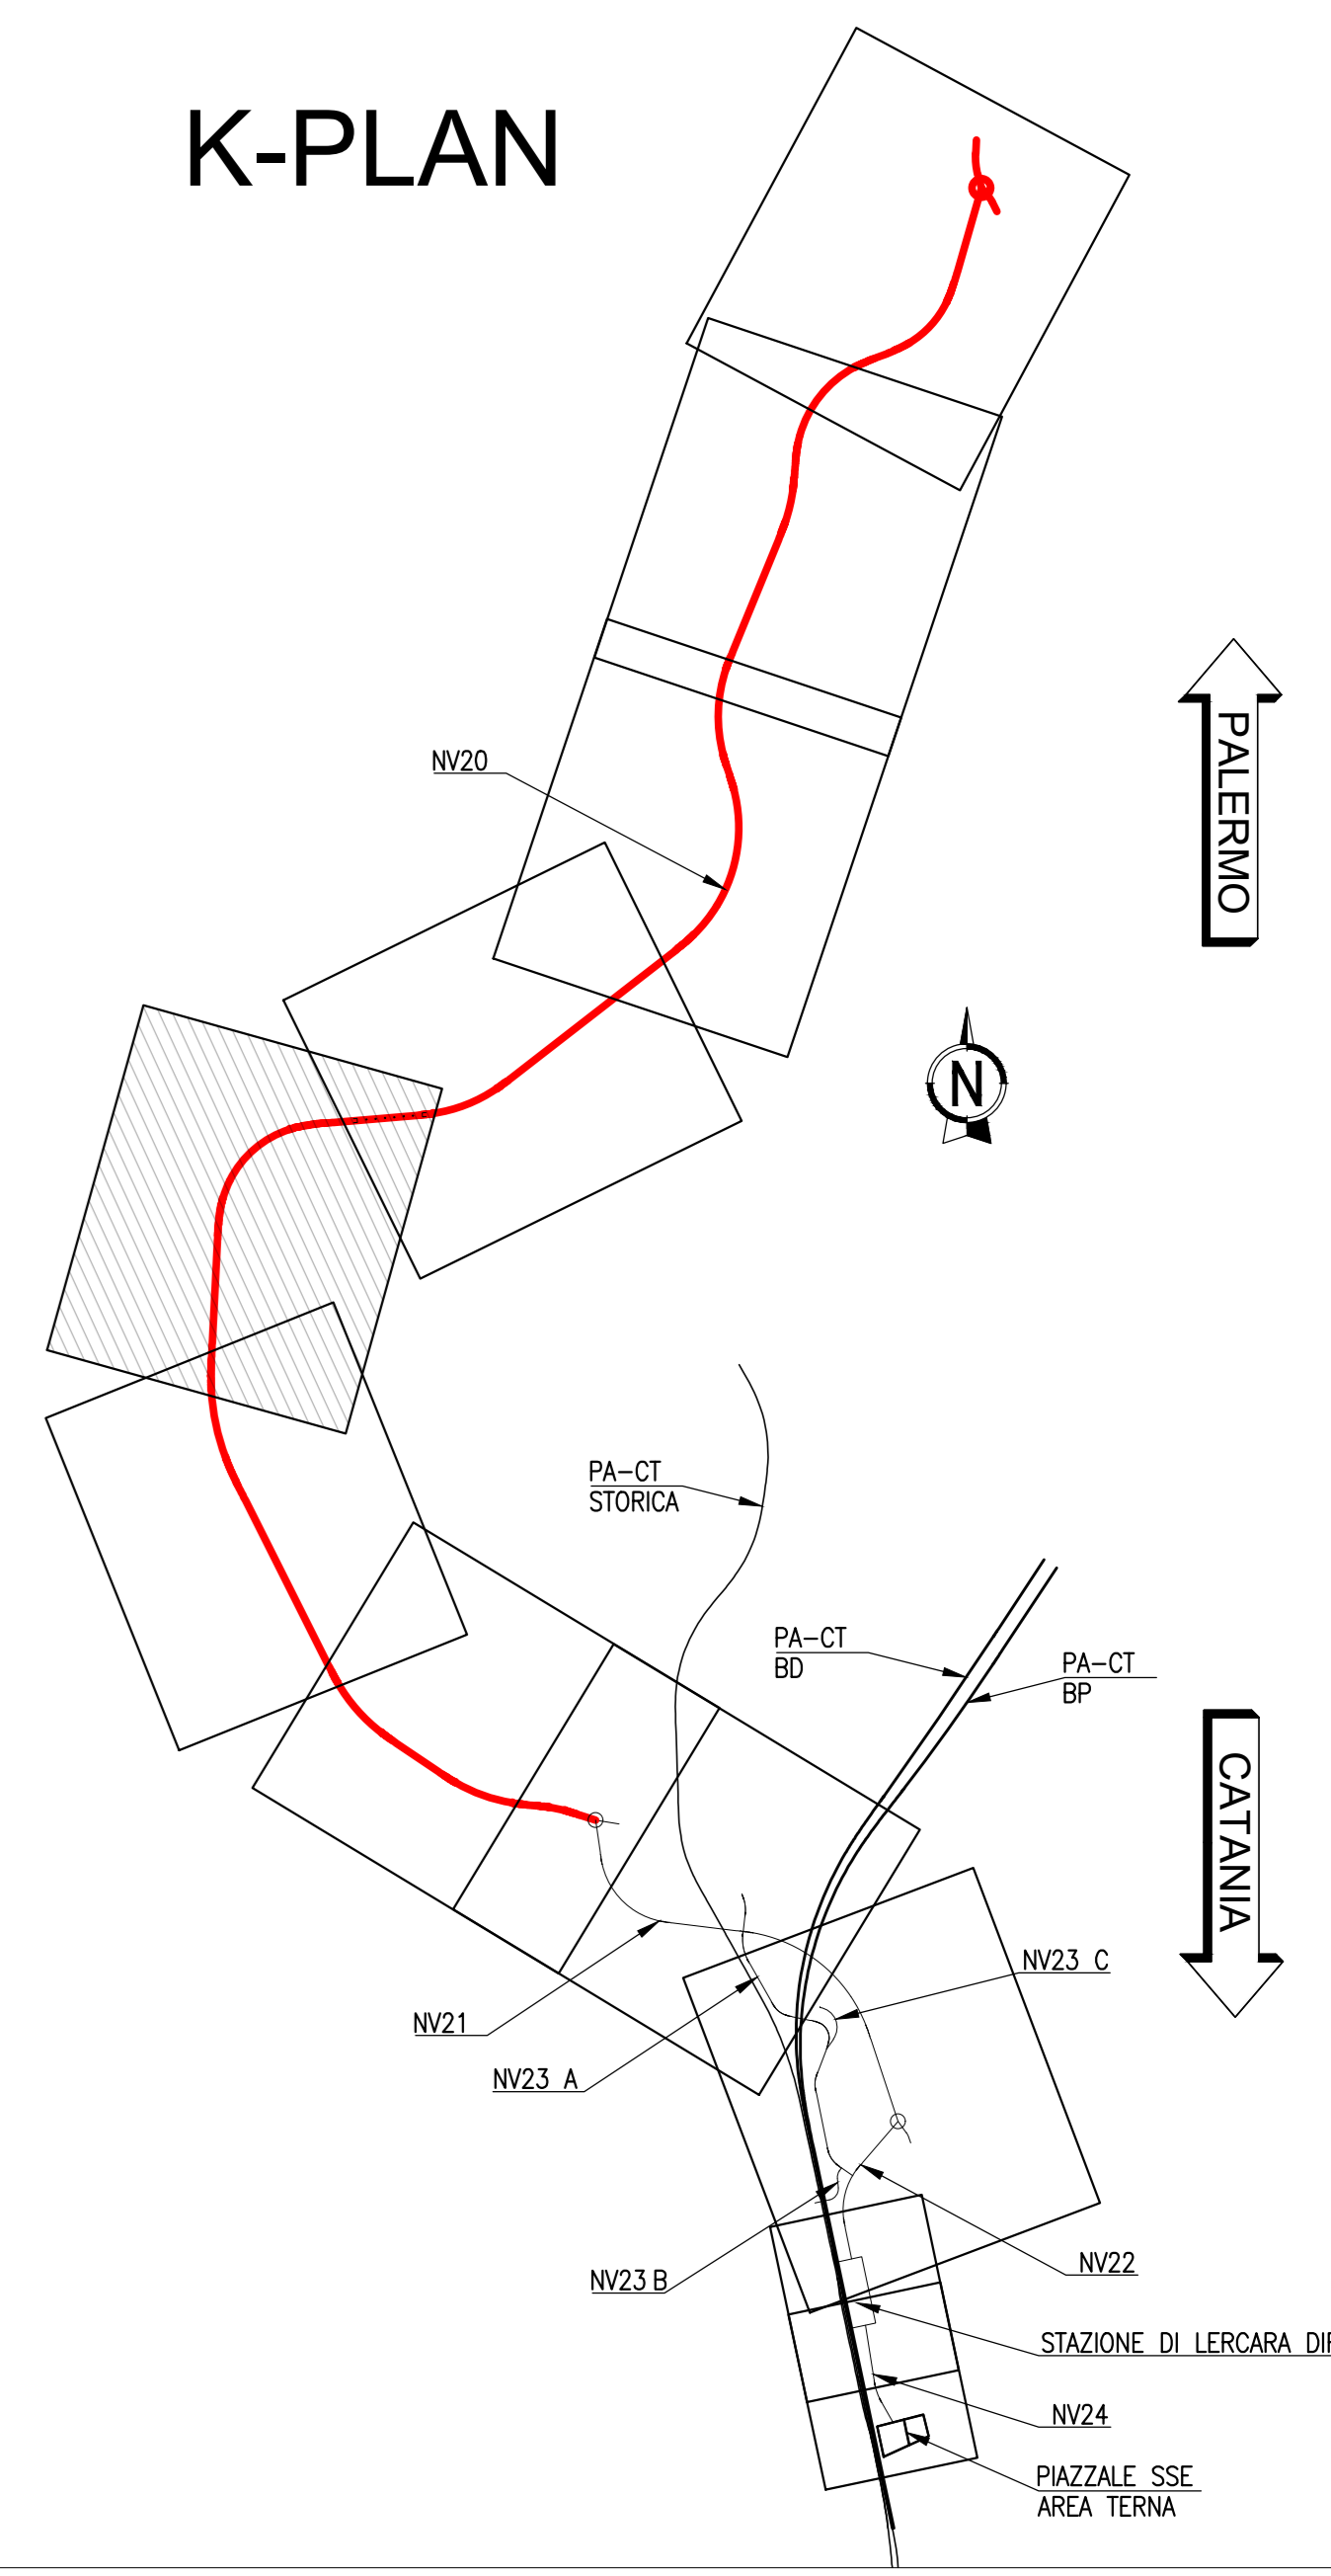 K-PLAN
PALERMO
NV20
N
PA-CT
STORICA
PA-CT
BD
PA-CT
BP
CATANIA
NV23 C
NV21
NV23 A
NV22
NV23 B
STAZIONE DI LERCARA
NV24
PIAZZALE SSE
AREA TERNA